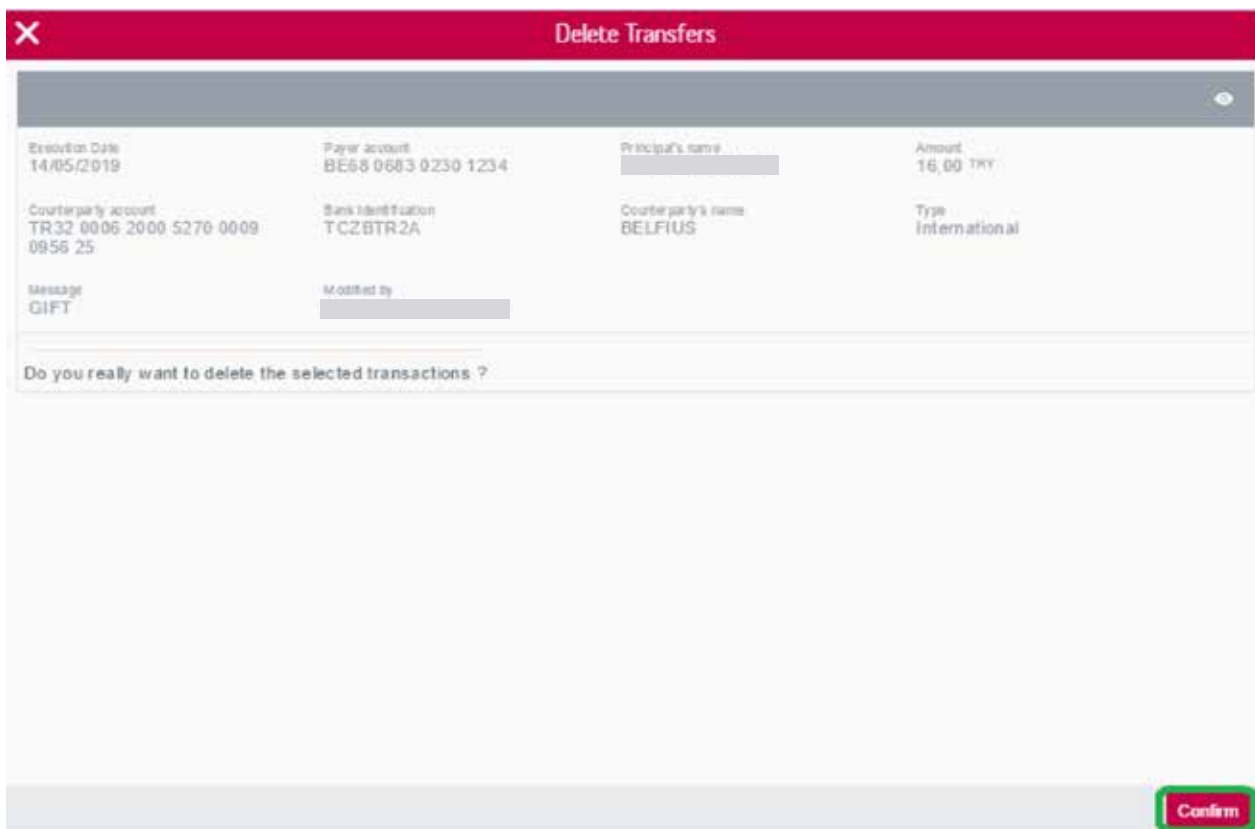 Delete Transfers
Execution Date
14/05/2019
Payer account
BE68 0683 0230 1234
Principal's name
Amount
16,00 TRY
Counterparty account
TR32 0006 2000 5270 0009
0956 25
Bank Identification
TCZBTR2A
Counterparty's name
BELFIUS
Type
International
Message
GIFT
Modified by
Do you really want to delete the selected transactions ?
Confirm